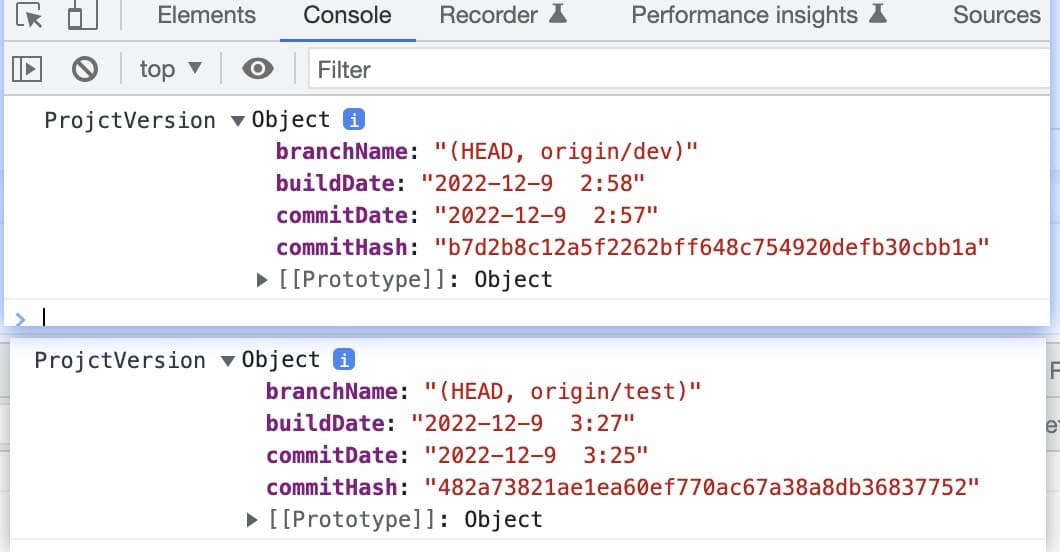 Elements Console Recorder Performance insights Sources
top ▼ Filter
ProjctVersion ▼ Object i
branchName: "(HEAD, origin/dev)"
buildDate: "2022-12-9  2:58"
commitDate: "2022-12-9  2:57"
commitHash: "b7d2b8c12a5f2262bff648c754920defb30cbb1a"
▶ [[Prototype]]: Object
>
ProjctVersion ▼ Object i
branchName: "(HEAD, origin/test)"
buildDate: "2022-12-9  3:27"
commitDate: "2022-12-9  3:25"
commitHash: "482a73821ae1ea60ef770ac67a38a8db36837752"
▶ [[Prototype]]: Object